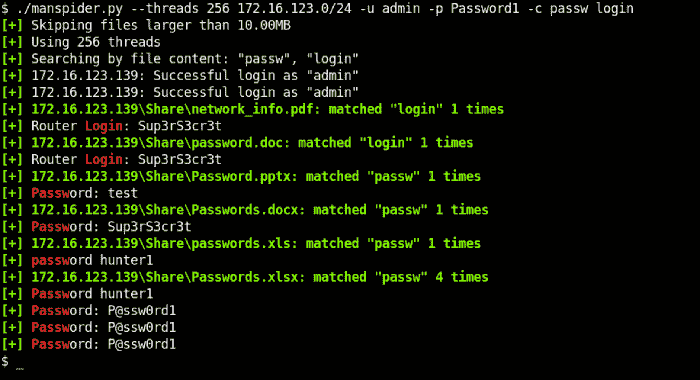 $ ./manspider.py --threads 256 172.16.123.0/24 -u admin -p Password1 -c passw login
[+] Skipping files larger than 10.00MB
[+] Using 256 threads
[+] Searching by file content: "passw", "login"
[+] 172.16.123.139: Successful login as "admin"
[+] 172.16.123.139: Successful login as "admin"
[+] 172.16.123.139\Share\network_info.pdf: matched "login" 1 times
[+] Router Login: Sup3rS3cr3t
[+] 172.16.123.139\Share\password.doc: matched "login" 1 times
[+] Router Login: Sup3rS3cr3t
[+] 172.16.123.139\Share\Password.pptx: matched "passw" 1 times
[+] Password: test
[+] 172.16.123.139\Share\Passwords.docx: matched "passw" 1 times
[+] Password: Sup3rS3cr3t
[+] 172.16.123.139\Share\Passwords.xls: matched "passw" 1 times
[+] password hunter1
[+] 172.16.123.139\Share\Passwords.xlsx: matched "passw" 4 times
[+] Password hunter1
[+] Password: P@ssw0rd1
[+] Password: P@ssw0rd1
[+] Password: P@ssw0rd1
$ _